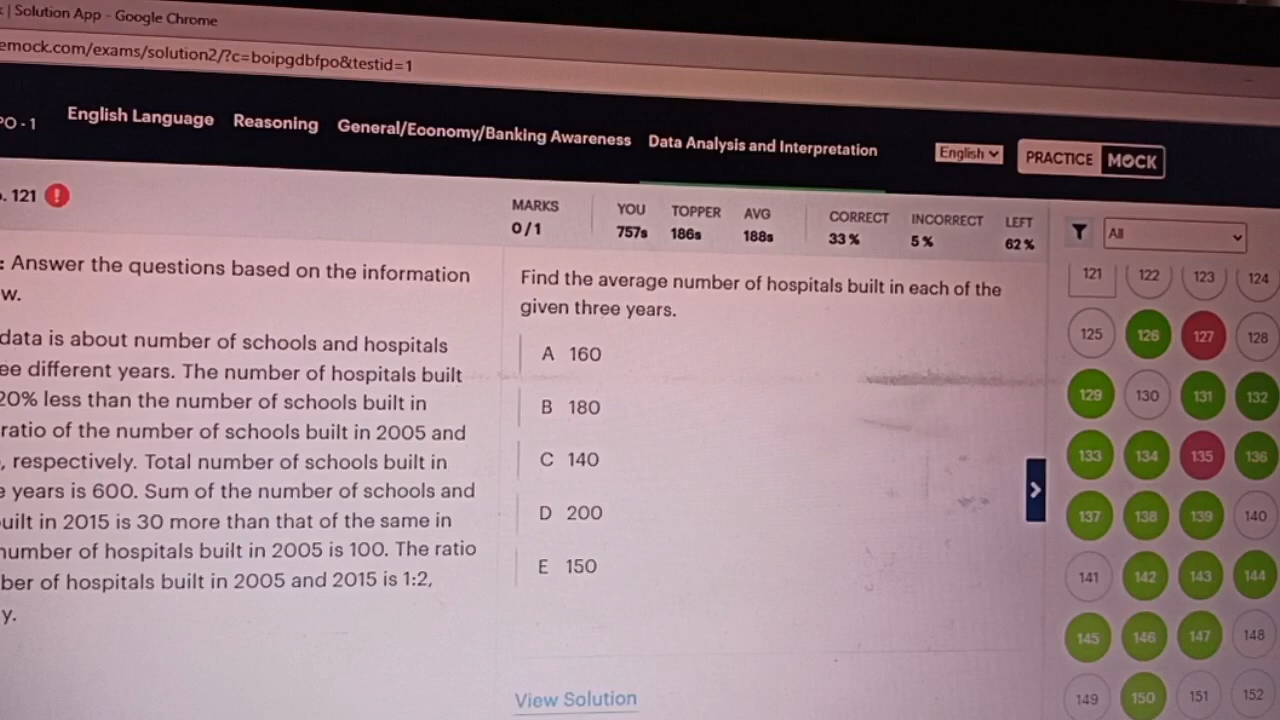 | Solution App - Google Chrome
emock.com/exams/solution2/?c=boipgdbfpo&testid=1
PO - 1 English Language Reasoning General/Economy/Banking Awareness Data Analysis and Interpretation English PRACTICE MOCK
. 121 !
MARKS YOU TOPPER AVG CORRECT INCORRECT LEFT
0/1 757s 186s 188s 33 % 5 % 62 %
All
: Answer the questions based on the information
w.
data is about number of schools and hospitals
ee different years. The number of hospitals built
20% less than the number of schools built in
ratio of the number of schools built in 2005 and
, respectively. Total number of schools built in
e years is 600. Sum of the number of schools and
uilt in 2015 is 30 more than that of the same in
number of hospitals built in 2005 is 100. The ratio
ber of hospitals built in 2005 and 2015 is 1:2,
y.
Find the average number of hospitals built in each of the
given three years.
A 160
B 180
C 140
D 200
E 150
View Solution
121 122 123 124
125 126 127 128
129 130 131 132
133 134 135 136
137 138 139 140
141 142 143 144
145 146 147 148
149 150 151 152